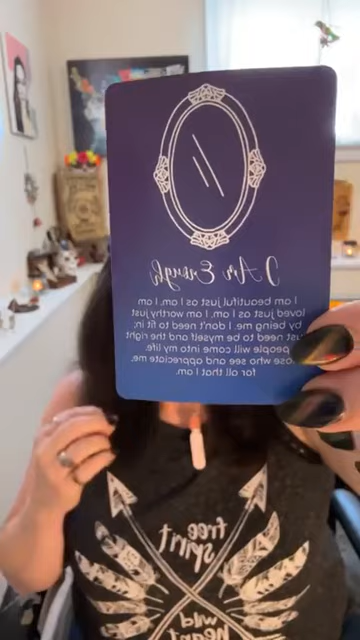 I Am Enough
I am beautiful just as I am. I am
loved just as I am. I am worthy just
by being me. I don't need to fit in;
just need to be myself and the right
people will come into my life.
ose who see and appreciate me,
for all that I am.
free
spirit
wild